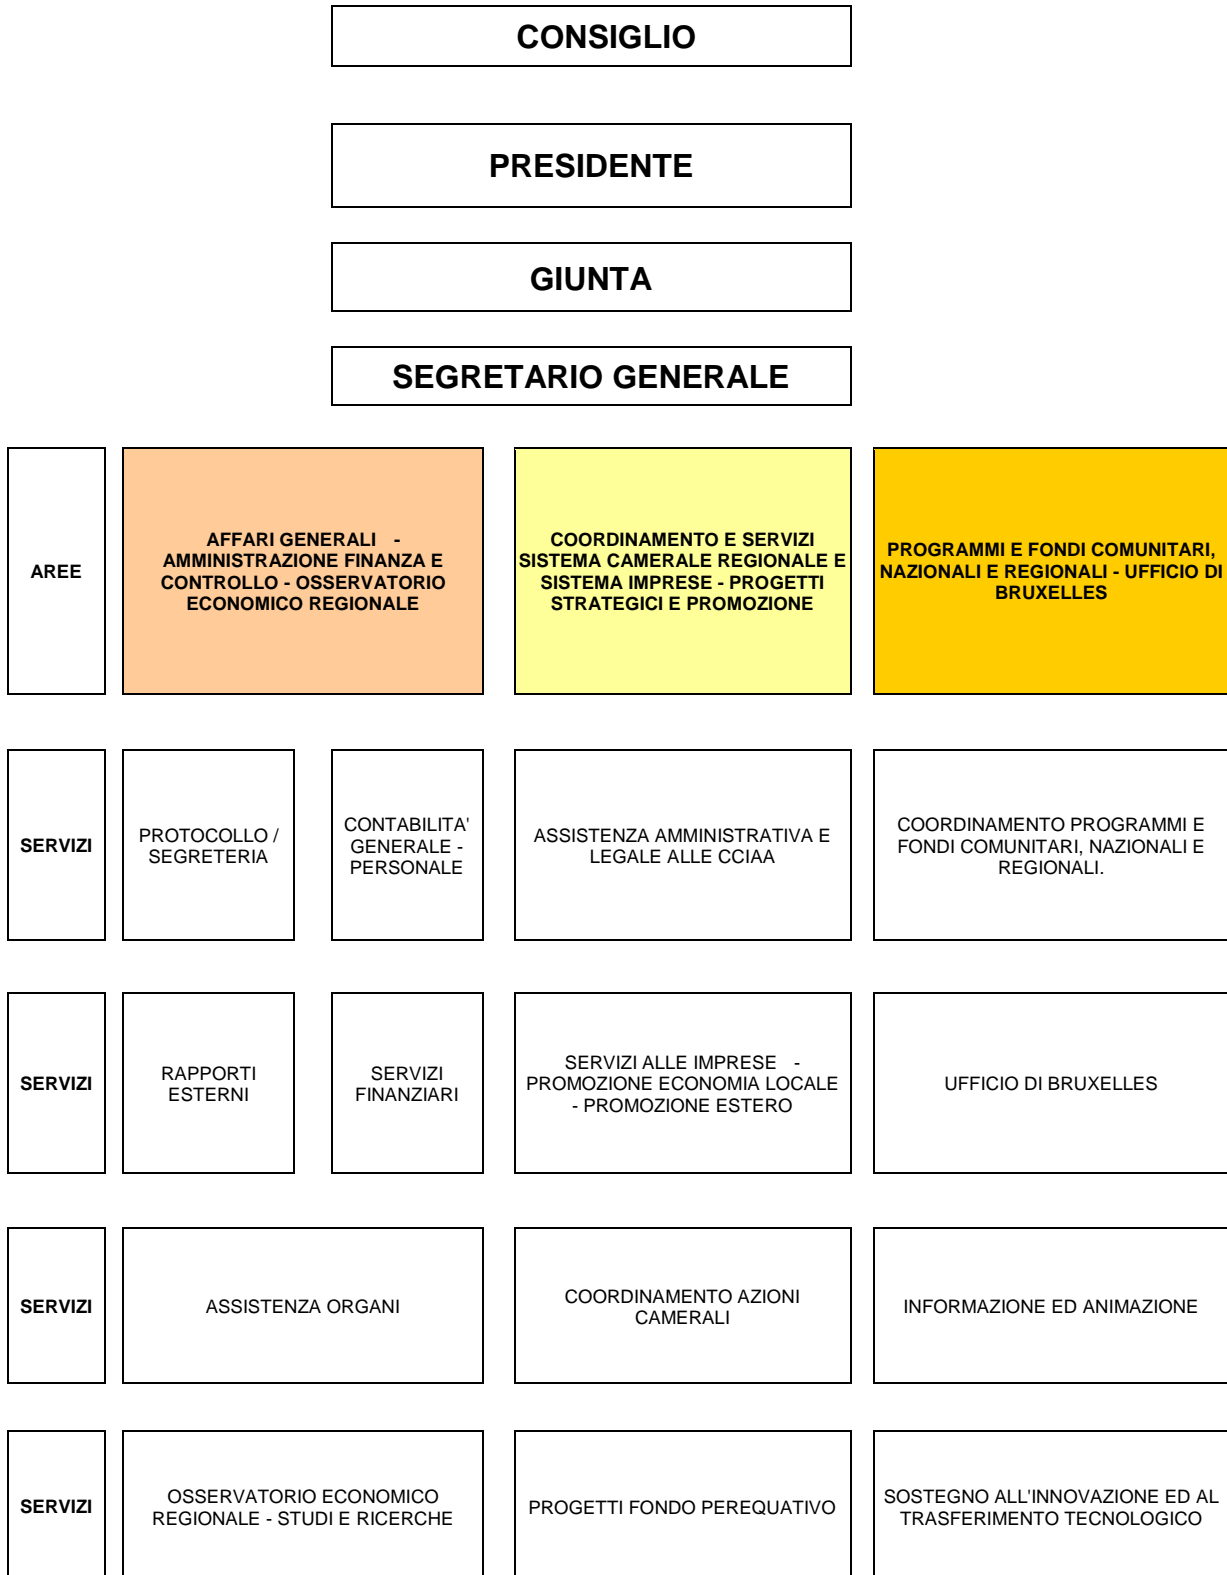 CONSIGLIO
PRESIDENTE
GIUNTA
SEGRETARIO GENERALE
AREE
AFFARI GENERALI -
AMMINISTRAZIONE FINANZA E
CONTROLLO - OSSERVATORIO
ECONOMICO REGIONALE
COORDINAMENTO E SERVIZI
SISTEMA CAMERALE REGIONALE E
SISTEMA IMPRESE - PROGETTI
STRATEGICI E PROMOZIONE
PROGRAMMI E FONDI COMUNITARI,
NAZIONALI E REGIONALI - UFFICIO DI
BRUXELLES
SERVIZI
PROTOCOLLO /
SEGRETERIA
CONTABILITA'
GENERALE -
PERSONALE
ASSISTENZA AMMINISTRATIVA E
LEGALE ALLE CCIAA
COORDINAMENTO PROGRAMMI E
FONDI COMUNITARI, NAZIONALI E
REGIONALI.
SERVIZI
RAPPORTI
ESTERNI
SERVIZI
FINANZIARI
SERVIZI ALLE IMPRESE -
PROMOZIONE ECONOMIA LOCALE
- PROMOZIONE ESTERO
UFFICIO DI BRUXELLES
SERVIZI
ASSISTENZA ORGANI
COORDINAMENTO AZIONI
CAMERALI
INFORMAZIONE ED ANIMAZIONE
SERVIZI
OSSERVATORIO ECONOMICO
REGIONALE - STUDI E RICERCHE
PROGETTI FONDO PEREQUATIVO
SOSTEGNO ALL'INNOVAZIONE ED AL
TRASFERIMENTO TECNOLOGICO